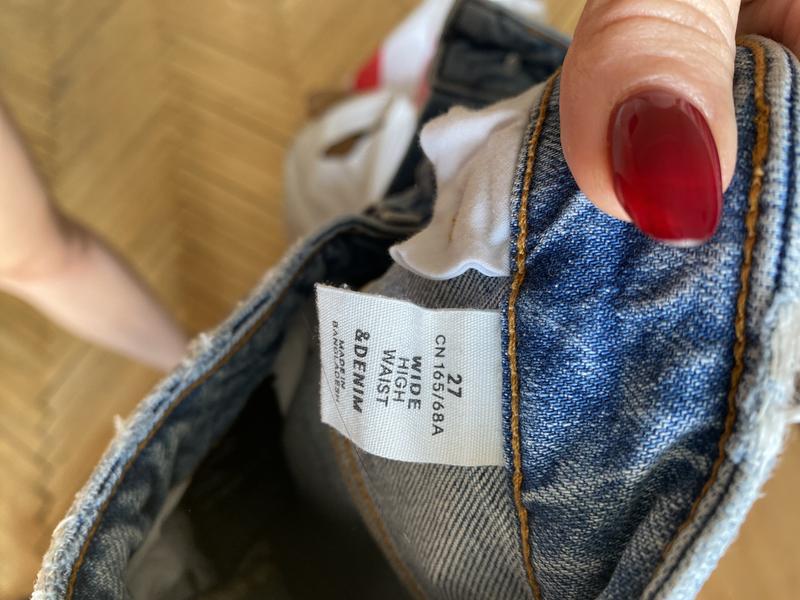 27
CN 165/68A
WIDE
HIGH
WAIST
&DENIM
MADE IN
BANGLADESH